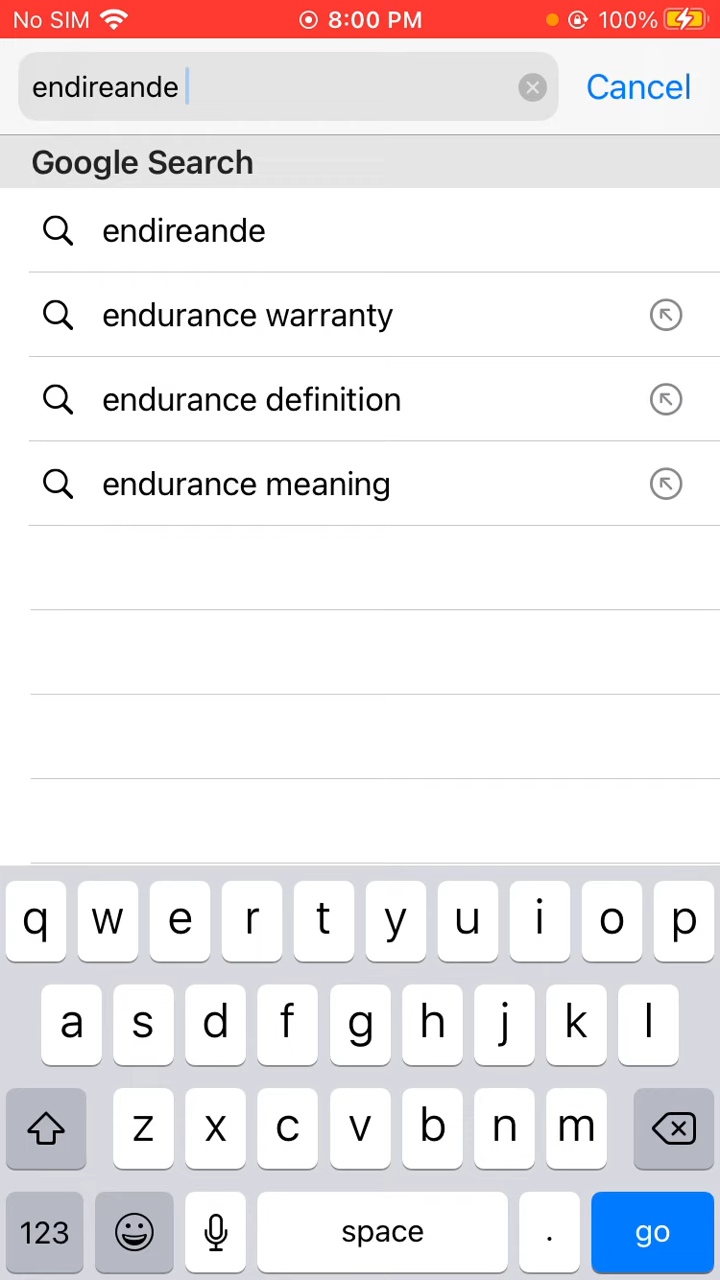 No SIM 8:00 PM 100%
endireande Cancel
Google Search
endireande
endurance warranty
endurance definition
endurance meaning
q w e r t y u i o p
a s d f g h j k l
z x c v b n m
123 space . go